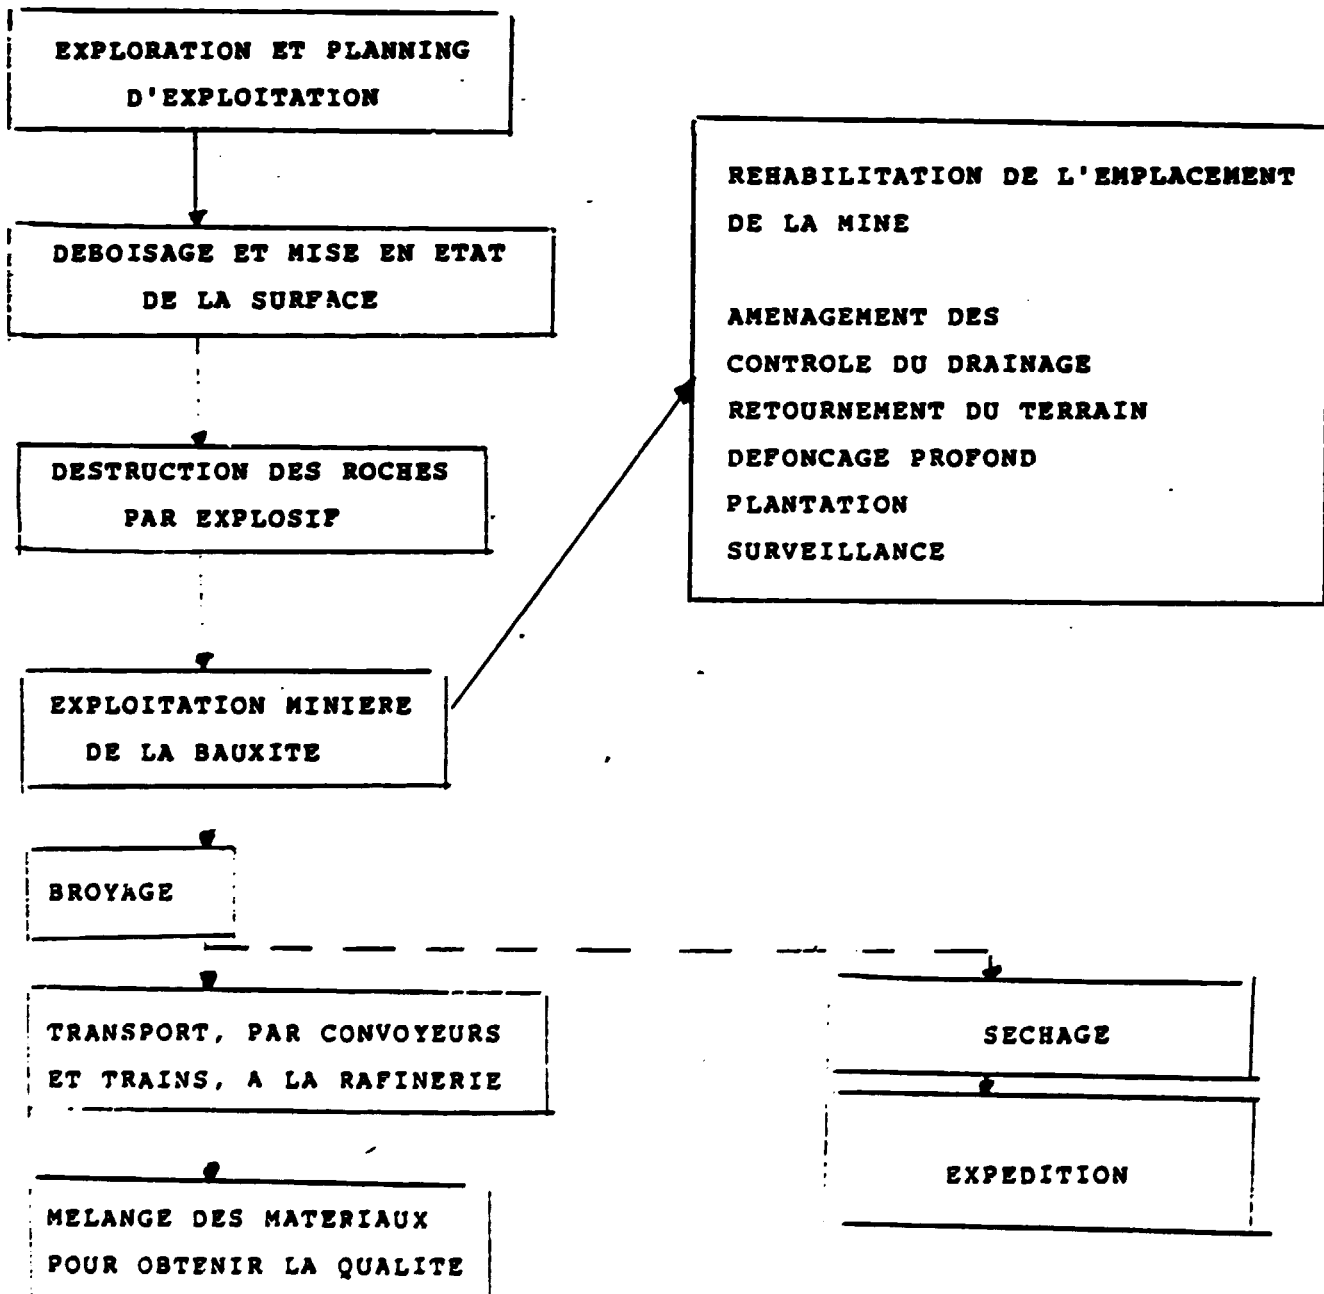 EXPLORATION ET PLANNING
D'EXPLOITATION
DEBOISAGE ET MISE EN ETAT
DE LA SURFACE
DESTRUCTION DES ROCHES
PAR EXPLOSIF
EXPLOITATION MINIERE
DE LA BAUXITE
REHABILITATION DE L'EMPLACEMENT
DE LA MINE
AMENAGEMENT DES
CONTROLE DU DRAINAGE
RETOURNEMENT DU TERRAIN
DEFONCAGE PROFOND
PLANTATION
SURVEILLANCE
BROYAGE
TRANSPORT, PAR CONVOYEURS
ET TRAINS, A LA RAFINERIE
MELANGE DES MATERIAUX
POUR OBTENIR LA QUALITE
SECHAGE
EXPEDITION